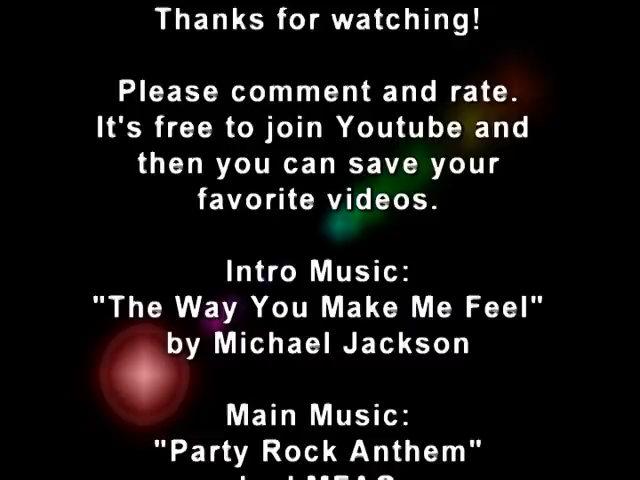 Thanks for watching!
Please comment and rate.
It's free to join Youtube and
then you can save your
favorite videos.
Intro Music:
"The Way You Make Me Feel"
by Michael Jackson
Main Music:
"Party Rock Anthem"